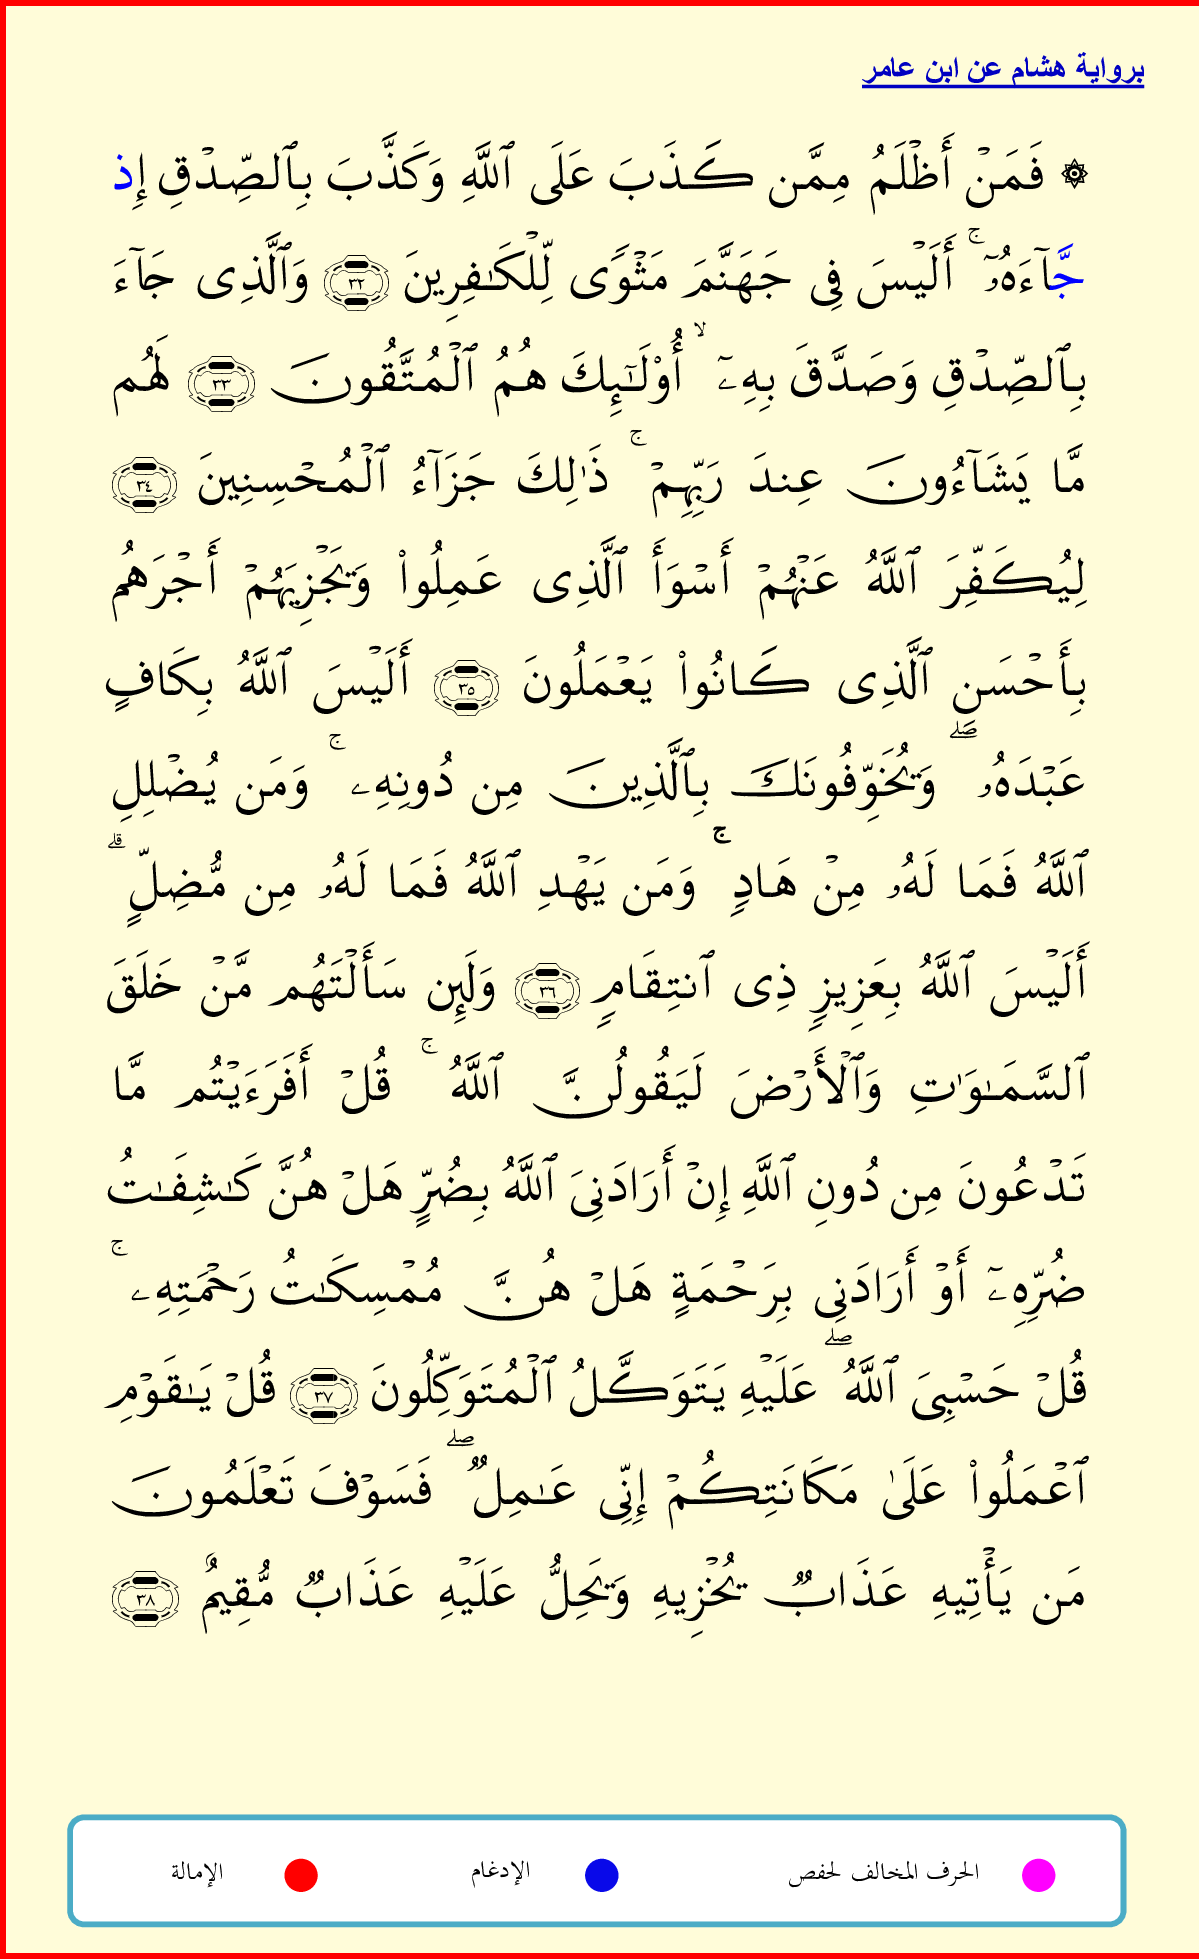 برواية هشام عن ابن عامر
۞ فَمَنۡ أَظۡلَمُ مِمَّن كَذَبَ عَلَى ٱللَّهِ وَكَذَّبَ بِٱلصِّدۡقِ إِذ
جَّآءَهُۥٓۚ أَلَيۡسَ فِي جَهَنَّمَ مَثۡوٗى لِّلۡكَٰفِرِينَ ٣٢ وَٱلَّذِي جَآءَ
بِٱلصِّدۡقِ وَصَدَّقَ بِهِۦٓ ۙ أُوْلَٰٓئِكَ هُمُ ٱلۡمُتَّقُونَ ٣٣ لَهُم
مَّا يَشَآءُونَ عِندَ رَبِّهِمۡۚ ذَٰلِكَ جَزَآءُ ٱلۡمُحۡسِنِينَ ٣٤
لِيُكَفِّرَ ٱللَّهُ عَنۡهُمۡ أَسۡوَأَ ٱلَّذِي عَمِلُواْ وَيَجۡزِيَهُمۡ أَجۡرَهُم
بِأَحۡسَنِ ٱلَّذِي كَانُواْ يَعۡمَلُونَ ٣٥ أَلَيۡسَ ٱللَّهُ بِكَافٍ
عَبۡدَهُۥۖ وَيُخَوِّفُونَكَ بِٱلَّذِينَ مِن دُونِهِۦۚ وَمَن يُضۡلِلِ
ٱللَّهُ فَمَا لَهُۥ مِنۡ هَادٖۚ وَمَن يَهۡدِ ٱللَّهُ فَمَا لَهُۥ مِن مُّضِلٍّۗ
أَلَيۡسَ ٱللَّهُ بِعَزِيزٖ ذِي ٱنتِقَامٖ ٣٦ وَلَئِن سَأَلۡتَهُم مَّنۡ خَلَقَ
ٱلسَّمَٰوَٰتِ وَٱلۡأَرۡضَ لَيَقُولُنَّ ٱللَّهُۚ قُلۡ أَفَرَءَيۡتُم مَّا
تَدۡعُونَ مِن دُونِ ٱللَّهِ إِنۡ أَرَادَنِيَ ٱللَّهُ بِضُرٍّ هَلۡ هُنَّ كَٰشِفَٰتُ
ضُرِّهِۦٓ أَوۡ أَرَادَنِي بِرَحۡمَةٍ هَلۡ هُنَّ مُمۡسِكَٰتُ رَحۡمَتِهِۦۚ
قُلۡ حَسۡبِيَ ٱللَّهُۖ عَلَيۡهِ يَتَوَكَّلُ ٱلۡمُتَوَكِّلُونَ ٣٧ قُلۡ يَٰقَوۡمِ
ٱعۡمَلُواْ عَلَىٰ مَكَانَتِكُمۡ إِنِّي عَٰمِلٞۖ فَسَوۡفَ تَعۡلَمُونَ
مَن يَأۡتِيهِ عَذَابٞ يُخۡزِيهِ وَيَحِلُّ عَلَيۡهِ عَذَابٞ مُّقِيمٌ ٣٨
الحرف المخالف لحفص
الإدغام
الإمالة